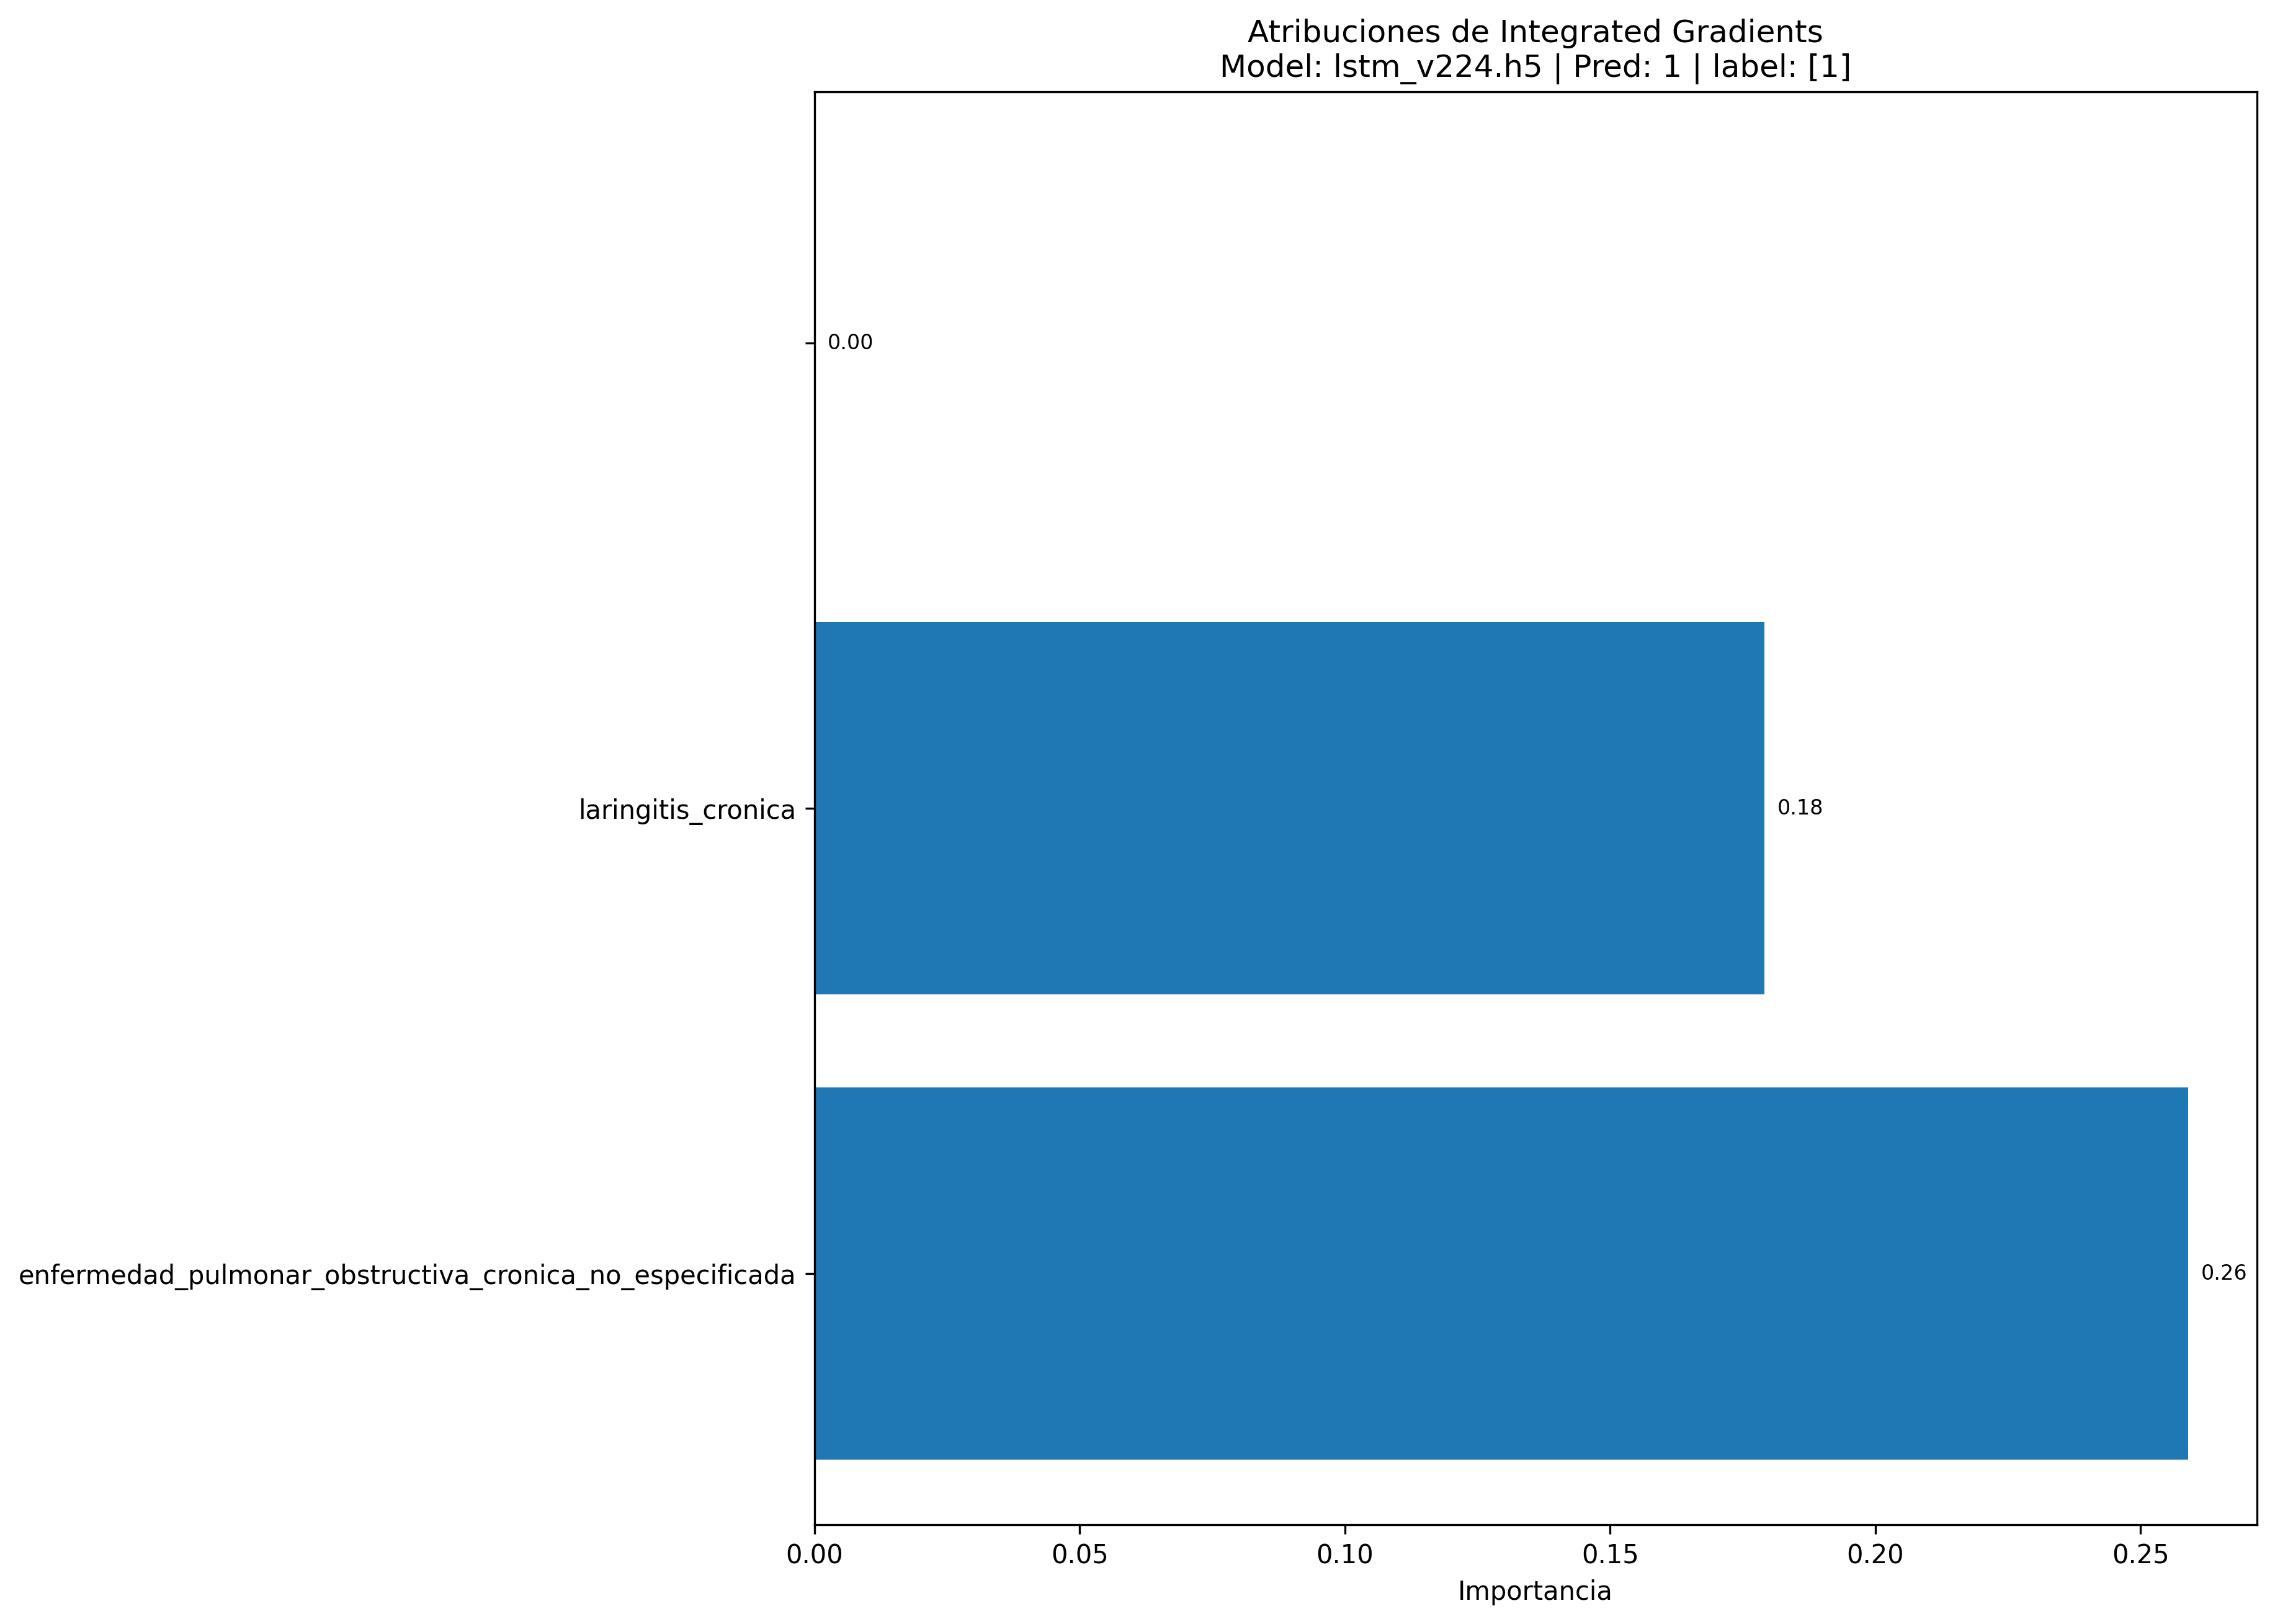 Atribuciones de Integrated Gradients
Model: lstm_v224.h5 | Pred: 1 | label: [1]
0.00
laringitis_cronica
0.18
enfermedad_pulmonar_obstructiva_cronica_no_especificada
0.26
0.00 0.05 0.10 0.15 0.20 0.25
Importancia